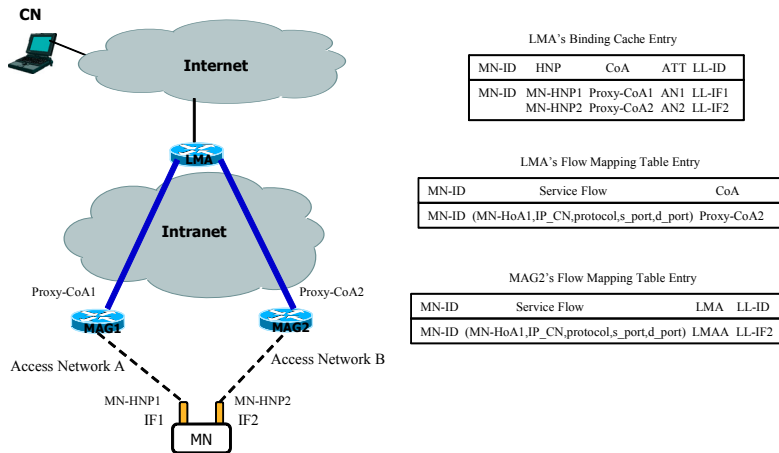 CN
Internet
LMA
Intranet
Proxy-CoA1
Proxy-CoA2
MAG1
MAG2
Access Network A
Access Network B
MN-HNP1
MN-HNP2
IF1
IF2
MN
LMA's Binding Cache Entry
MN-ID HNP CoA ATT LL-ID
MN-ID MN-HNP1 Proxy-CoA1 AN1 LL-IF1
MN-HNP2 Proxy-CoA2 AN2 LL-IF2
LMA's Flow Mapping Table Entry
MN-ID Service Flow CoA
MN-ID (MN-HoA1,IP_CN,protocol,s_port,d_port) Proxy-CoA2
MAG2's Flow Mapping Table Entry
MN-ID Service Flow LMA LL-ID
MN-ID (MN-HoA1,IP_CN,protocol,s_port,d_port) LMAA LL-IF2